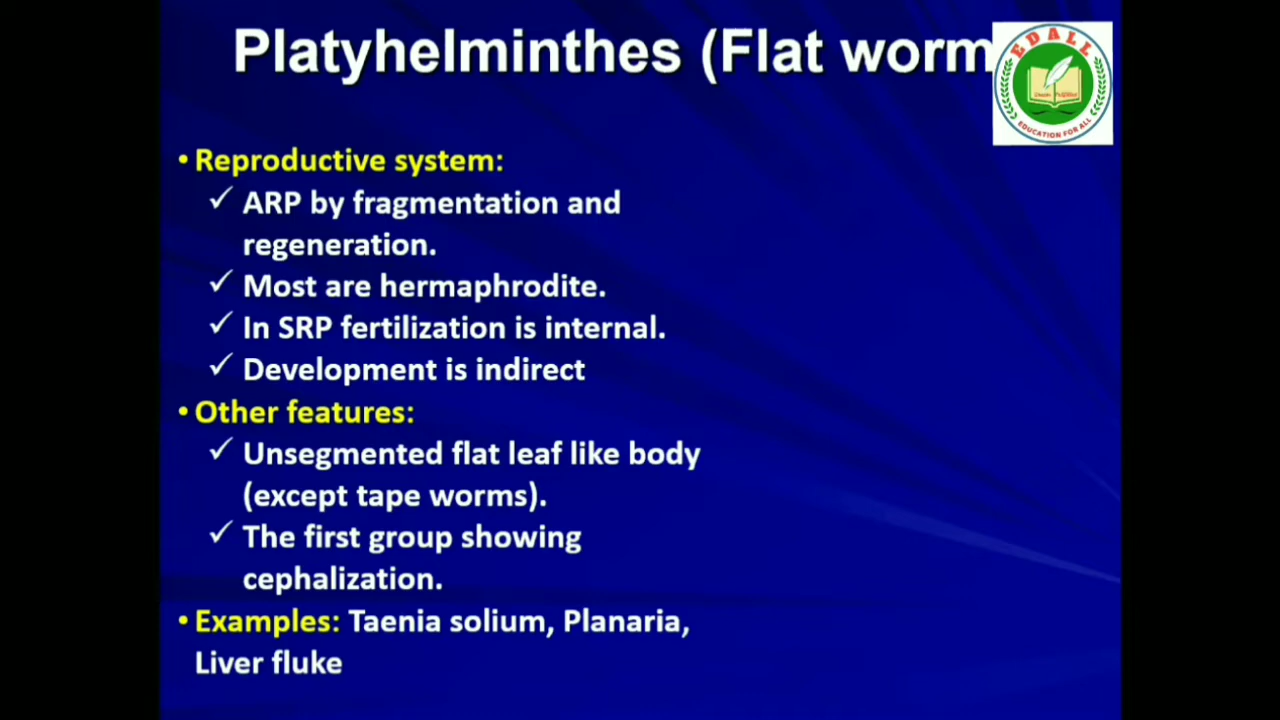 Platyhelminthes (Flat worm
EDALL
EDUCATION FOR ALL
• Reproductive system:
✓ ARP by fragmentation and
regeneration.
✓ Most are hermaphrodite.
✓ In SRP fertilization is internal.
✓ Development is indirect
• Other features:
✓ Unsegmented flat leaf like body
(except tape worms).
✓ The first group showing
cephalization.
• Examples: Taenia solium, Planaria,
Liver fluke